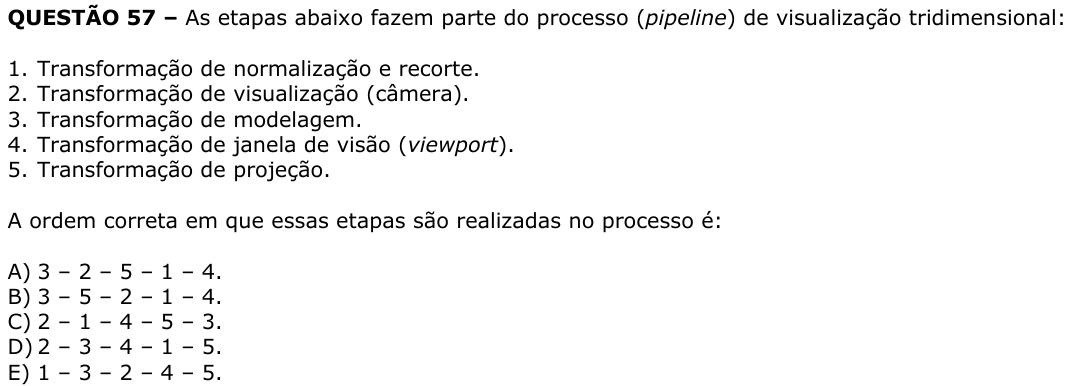 QUESTÃO 57 – As etapas abaixo fazem parte do processo (pipeline) de visualização tridimensional:
1. Transformação de normalização e recorte.
2. Transformação de visualização (câmera).
3. Transformação de modelagem.
4. Transformação de janela de visão (viewport).
5. Transformação de projeção.
A ordem correta em que essas etapas são realizadas no processo é:
A) 3 – 2 – 5 – 1 – 4.
B) 3 – 5 – 2 – 1 – 4.
C) 2 – 1 – 4 – 5 – 3.
D) 2 – 3 – 4 – 1 – 5.
E) 1 – 3 – 2 – 4 – 5.